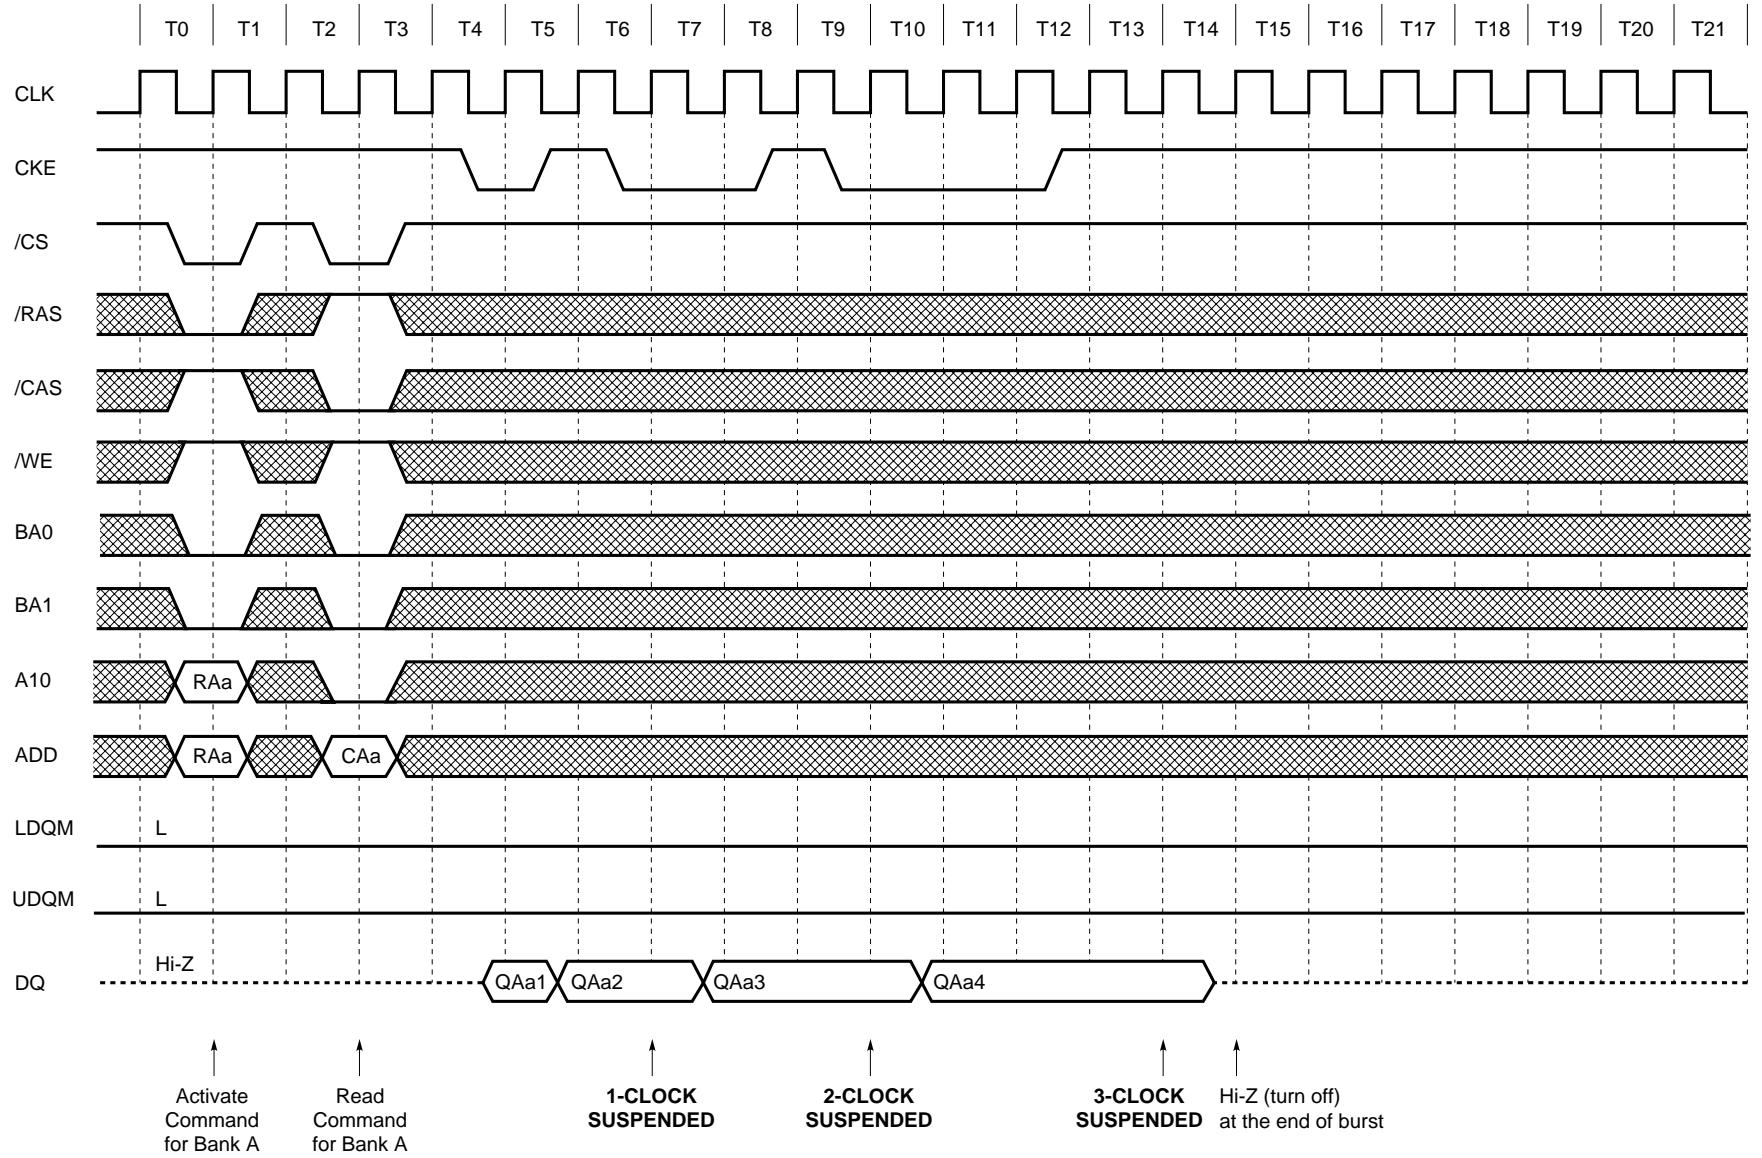 T0 T1 T2 T3 T4 T5 T6 T7 T8 T9 T10 T11 T12 T13 T14 T15 T16 T17 T18 T19 T20 T21
CLK
CKE
/CS
/RAS
/CAS
/WE
BA0
BA1
A10 RAa
ADD RAa CAa
LDQM L
UDQM L
DQ Hi-Z QAa1 QAa2 QAa3 QAa4
Activate
Command
for Bank A
Read
Command
for Bank A
1-CLOCK
SUSPENDED
2-CLOCK
SUSPENDED
3-CLOCK
SUSPENDED
Hi-Z (turn off)
at the end of burst